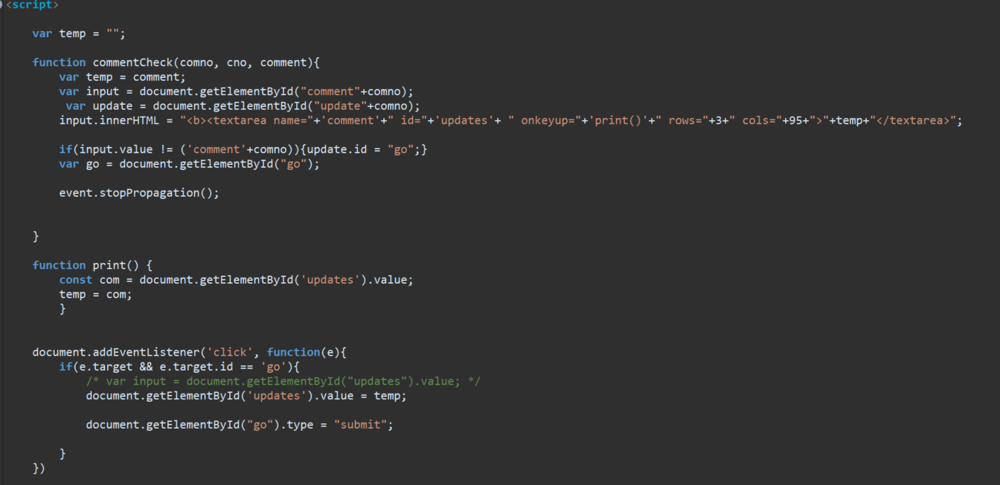 <script>
var temp = "";
function commentCheck(comno, cno, comment){
var temp = comment;
var input = document.getElementById("comment"+comno);
var update = document.getElementById("update"+comno);
input.innerHTML = "<b><textarea name="+'comment'+" id="+'updates'+ " onkeyup="+'print()'+" rows="+3+" cols="+95+">"+temp+"</textarea>";
if(input.value != ('comment'+comno)){update.id = "go";}
var go = document.getElementById("go");
event.stopPropagation();
}
function print() {
const com = document.getElementById('updates').value;
temp = com;
}
document.addEventListener('click', function(e){
if(e.target && e.target.id == 'go'){
/* var input = document.getElementById("updates").value; */
document.getElementById('updates').value = temp;
document.getElementById("go").type = "submit";
}
})